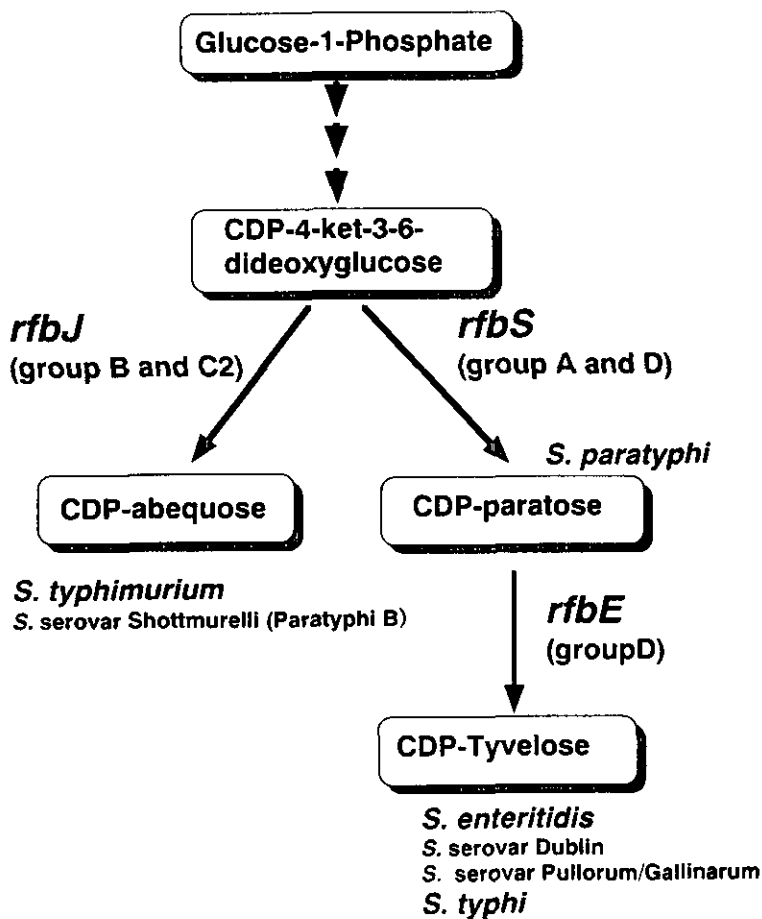 Glucose-1-Phosphate
CDP-4-ket-3-6-
dideoxyglucose
rfbJ
(group B and C2)
rfbS
(group A and D)
S. paratyphi
CDP-abequose
CDP-paratose
S. typhimurium
S. serovar Shottmurelli (Paratyphi B)
rfbE
(groupD)
CDP-Tyvelose
S. enteritidis
S. serovar Dublin
S. serovar Pullorum/Gallinarum
S. typhi